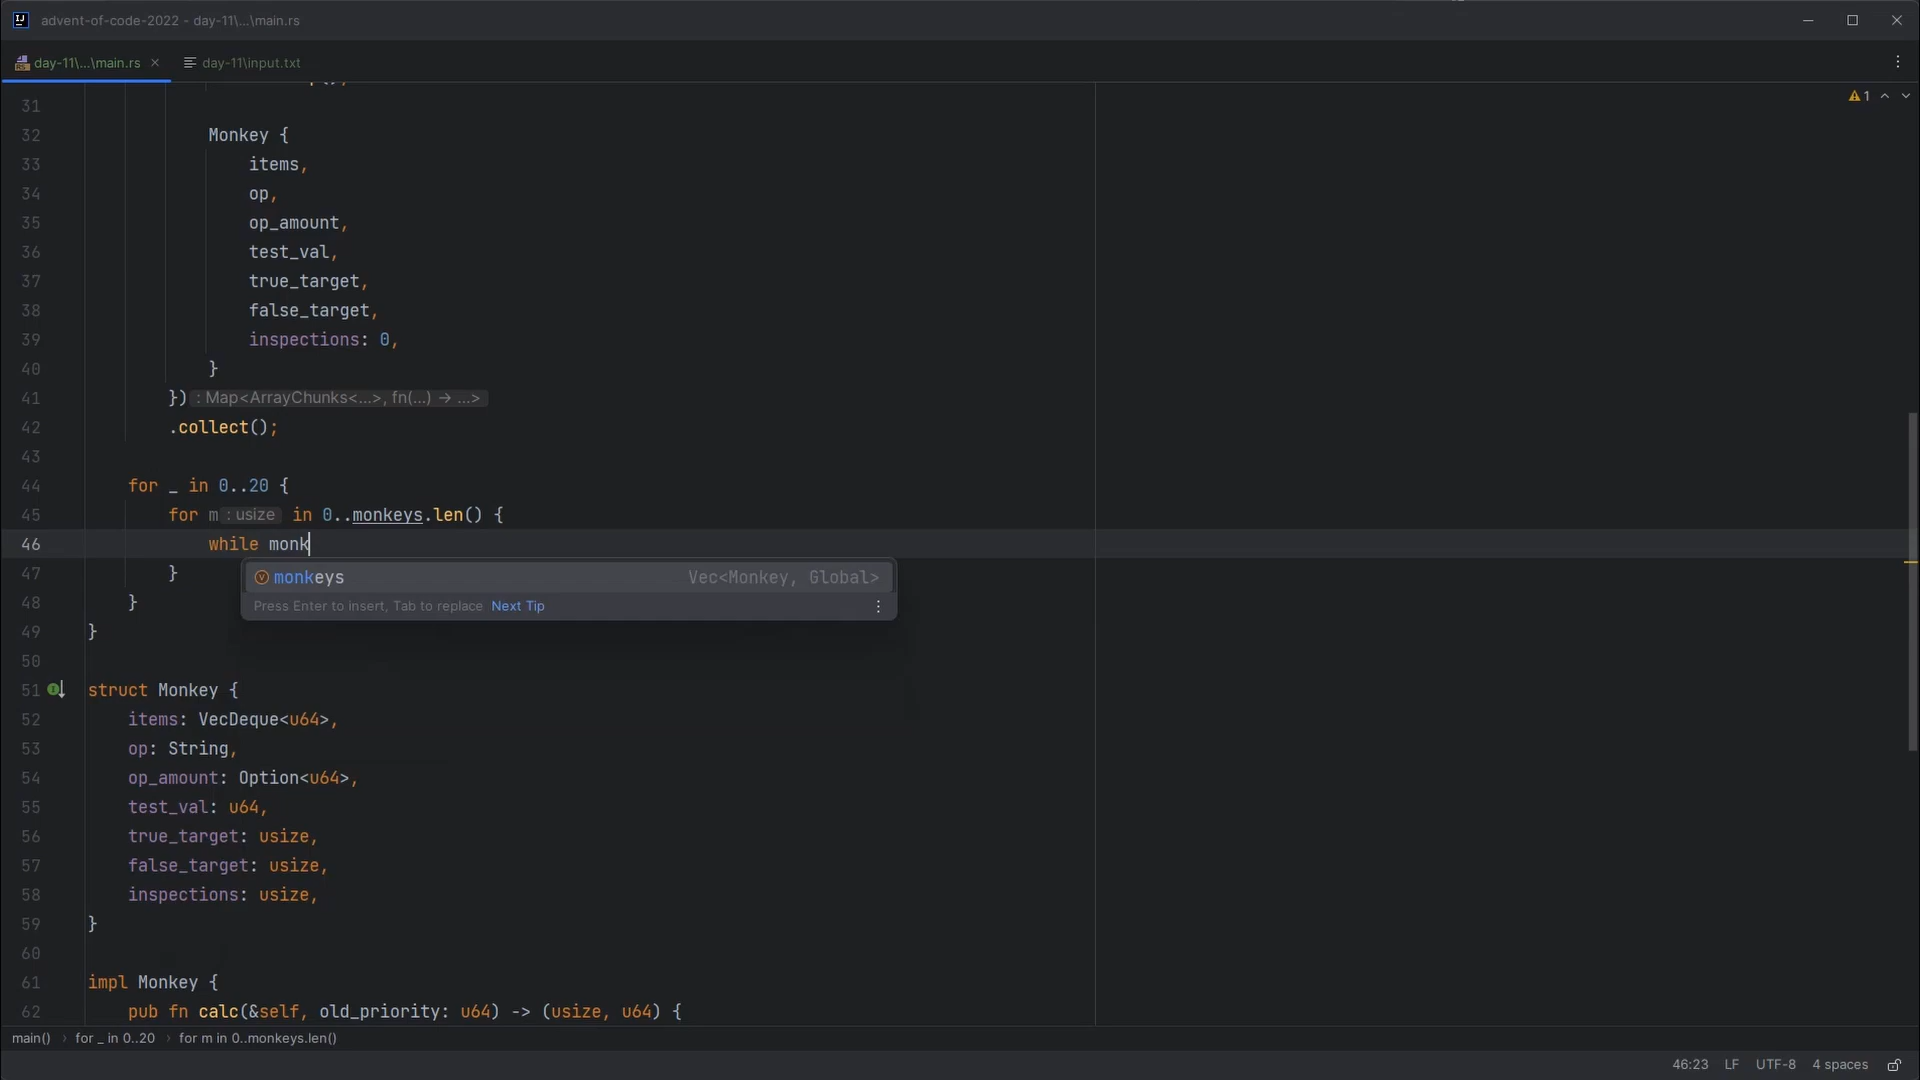 advent-of-code-2022 - day-11\...\main.rs
day-11\...\main.rs
day-11\input.txt
1
31
32 Monkey {
33 items,
34 op,
35 op_amount,
36 test_val,
37 true_target,
38 false_target,
39 inspections: 0,
40 }
41 }) : Map<ArrayChunks<...>, fn(...) → ...>
42 .collect();
43
44 for _ in 0..20 {
45 for m : usize in 0..monkeys.len() {
46 while monk
monkeys Vec<Monkey, Global>
47 }
Press Enter to insert, Tab to replace Next Tip
48 }
49 }
50
51 struct Monkey {
52 items: VecDeque<u64>,
53 op: String,
54 op_amount: Option<u64>,
55 test_val: u64,
56 true_target: usize,
57 false_target: usize,
58 inspections: usize,
59 }
60
61 impl Monkey {
62 pub fn calc(&self, old_priority: u64) -> (usize, u64) {
main() › for _ in 0..20 › for m in 0..monkeys.len()
46:23 LF UTF-8 4 spaces